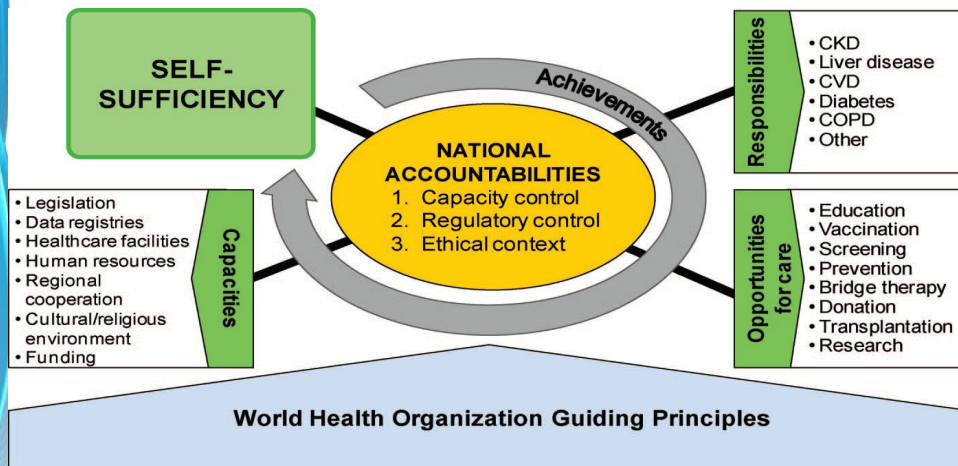 SELF-
SUFFICIENCY
Achievements
NATIONAL
ACCOUNTABILITIES
1. Capacity control
2. Regulatory control
3. Ethical context
Responsibilities
• CKD
• Liver disease
• CVD
• Diabetes
• COPD
• Other
• Legislation
• Data registries
• Healthcare facilities
• Human resources
• Regional
cooperation
• Cultural/religious
environment
• Funding
Capacities
Opportunities
for care
• Education
• Vaccination
• Screening
• Prevention
• Bridge therapy
• Donation
• Transplantation
• Research
World Health Organization Guiding Principles